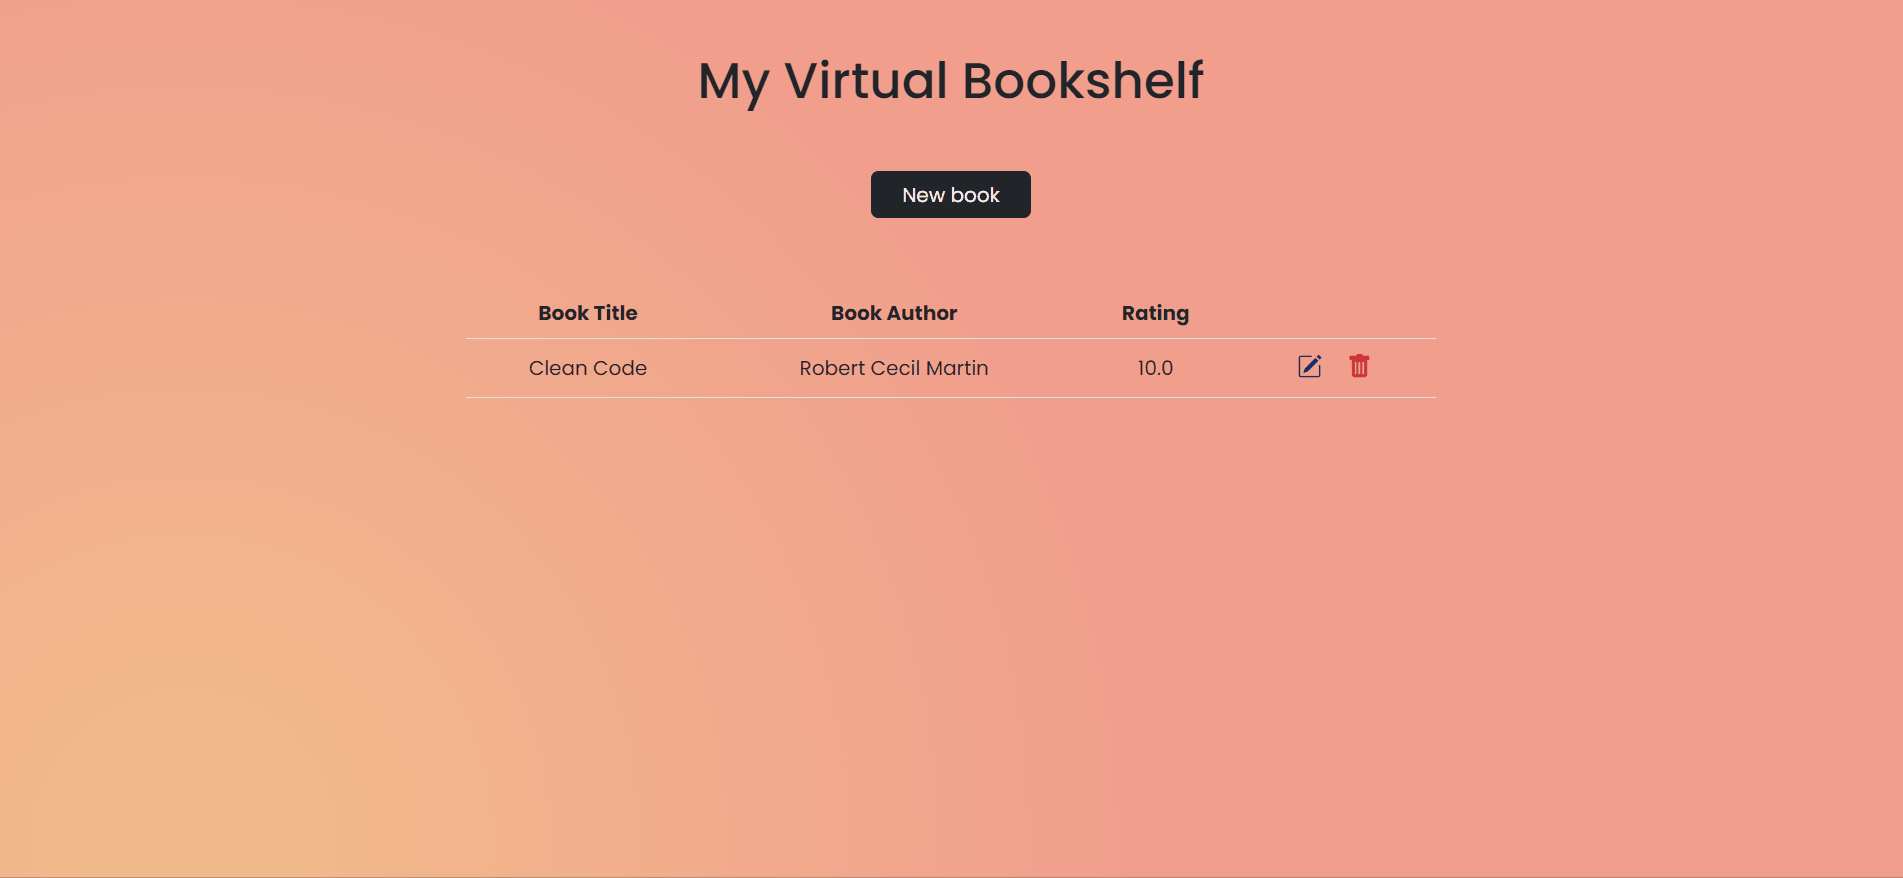 My Virtual Bookshelf
New book
Book Title Book Author Rating
Clean Code Robert Cecil Martin 10.0